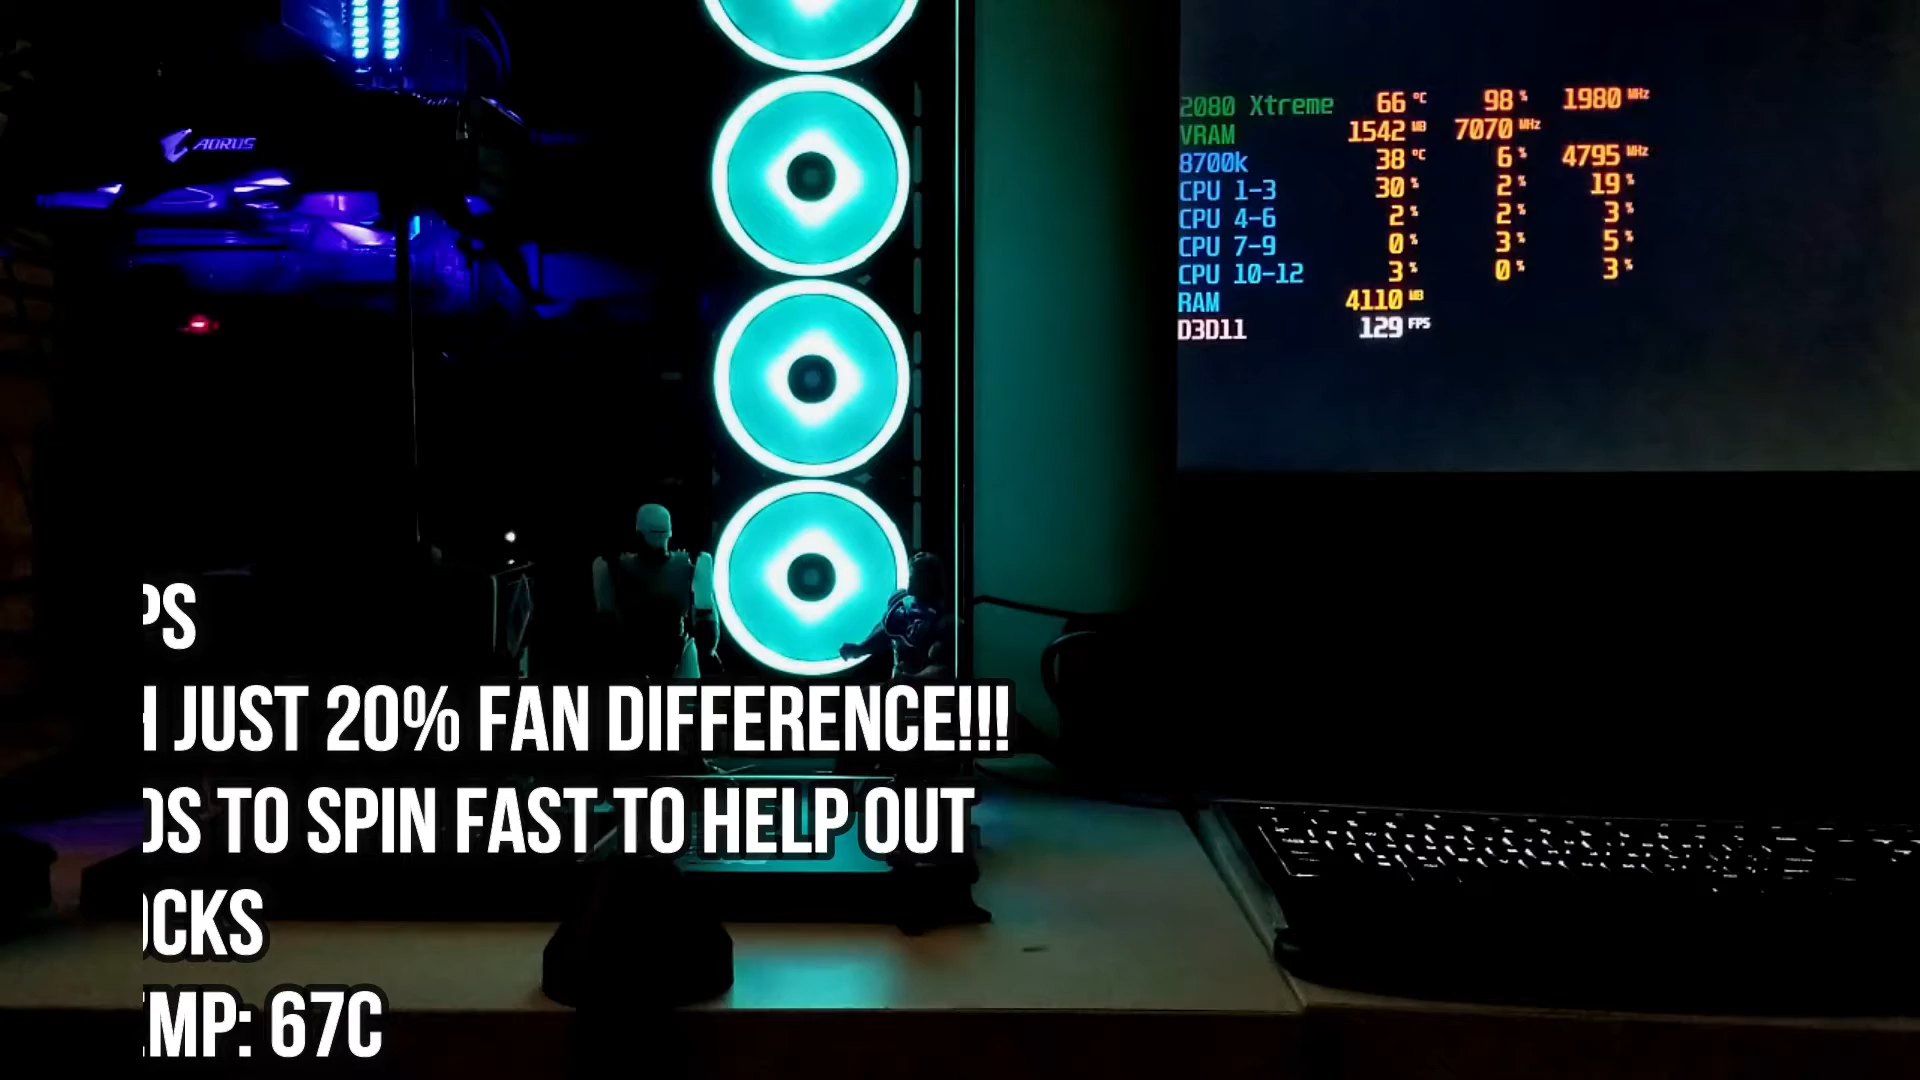 AORUS
2080 Xtreme 66 °C 98 % 1980 MHz
VRAM 1542 MB 7070 MHz
8700k 38 °C 6 % 4795 MHz
CPU 1-3 30 % 2 % 19 %
CPU 4-6 2 % 2 % 3 %
CPU 7-9 0 % 3 % 5 %
CPU 10-12 3 % 0 % 3 %
RAM 4110 MB
D3D11 129 FPS
PS
H JUST 20% FAN DIFFERENCE!!!
DS TO SPIN FAST TO HELP OUT
OCKS
EMP: 67C